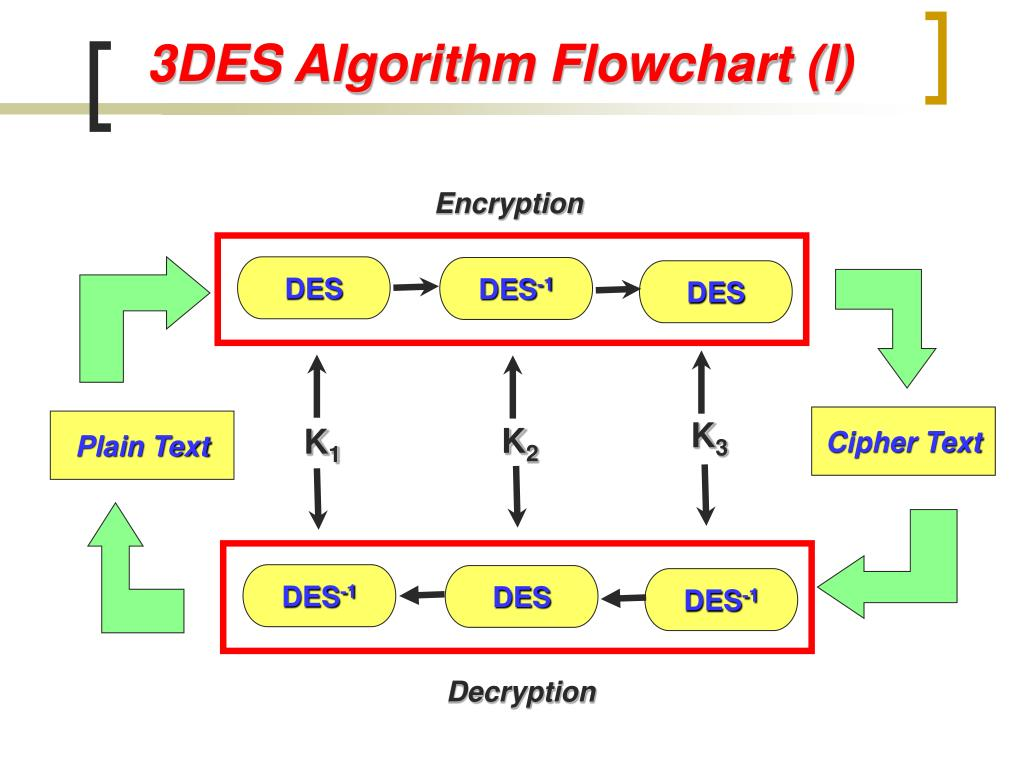 3DES Algorithm Flowchart (I)
Encryption
DES
DES⁻¹
DES
K₁
K₂
K₃
Plain Text
Cipher Text
DES⁻¹
DES
DES⁻¹
Decryption